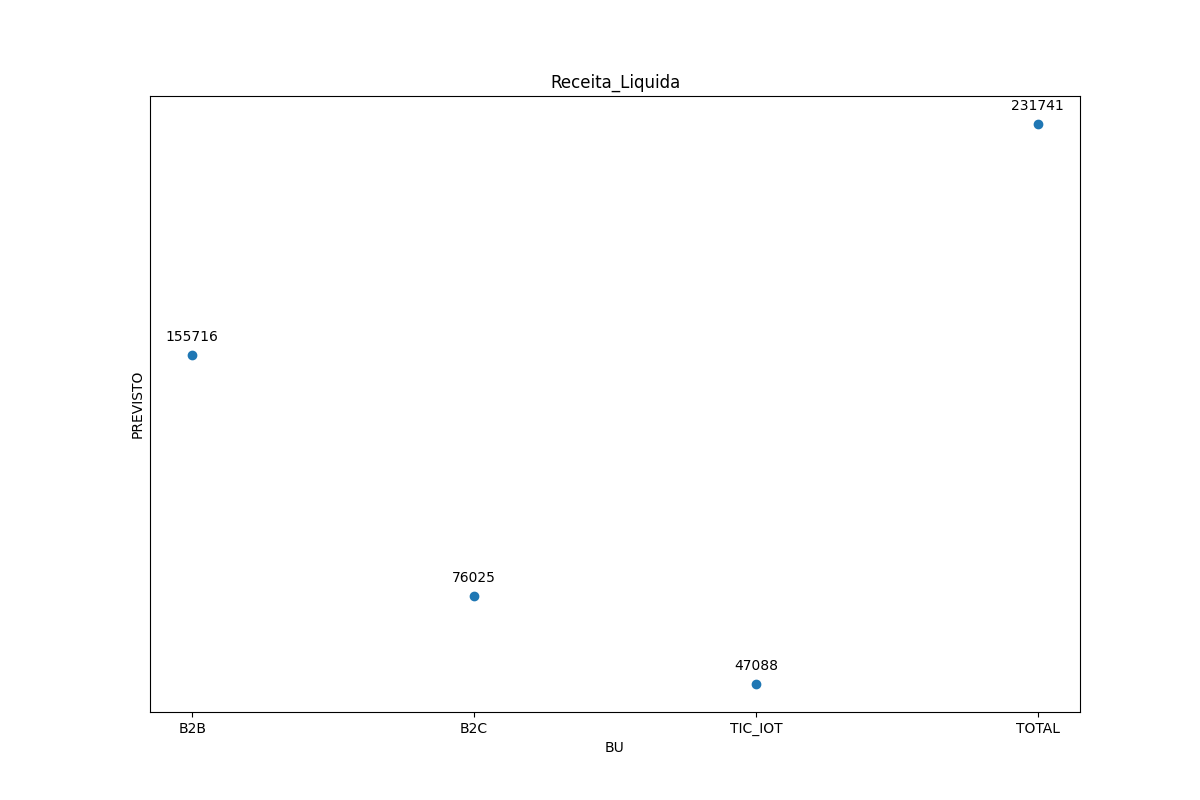 Receita_Liquida
231741
155716
PREVISTO
76025
47088
B2B
B2C
TIC_IOT
TOTAL
BU